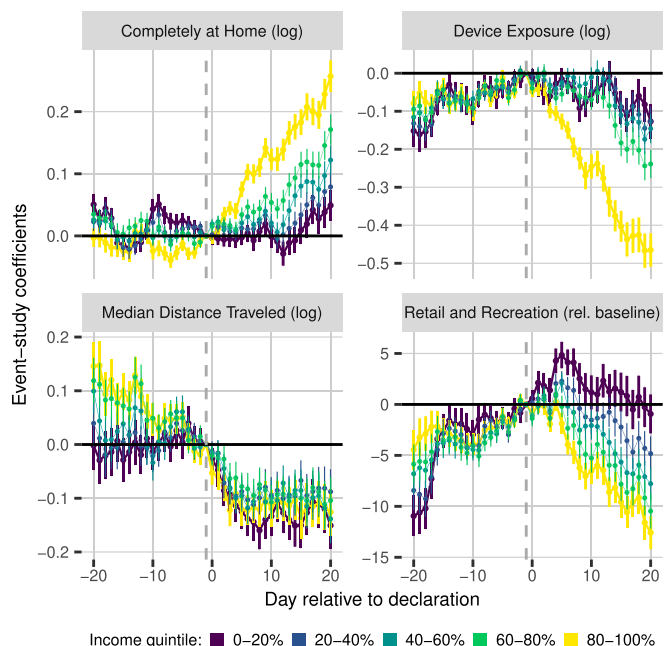 Completely at Home (log)
Device Exposure (log)
0.2
0.1
0.0
0.0
−0.1
−0.2
−0.3
−0.4
−0.5
Event−study coefficients
Median Distance Traveled (log)
Retail and Recreation (rel. baseline)
0.2
0.1
0.0
−0.1
−0.2
5
0
−5
−10
−15
−20 −10 0 10 20
−20 −10 0 10 20
Day relative to declaration
Income quintile: 0−20% 20−40% 40−60% 60−80% 80−100%